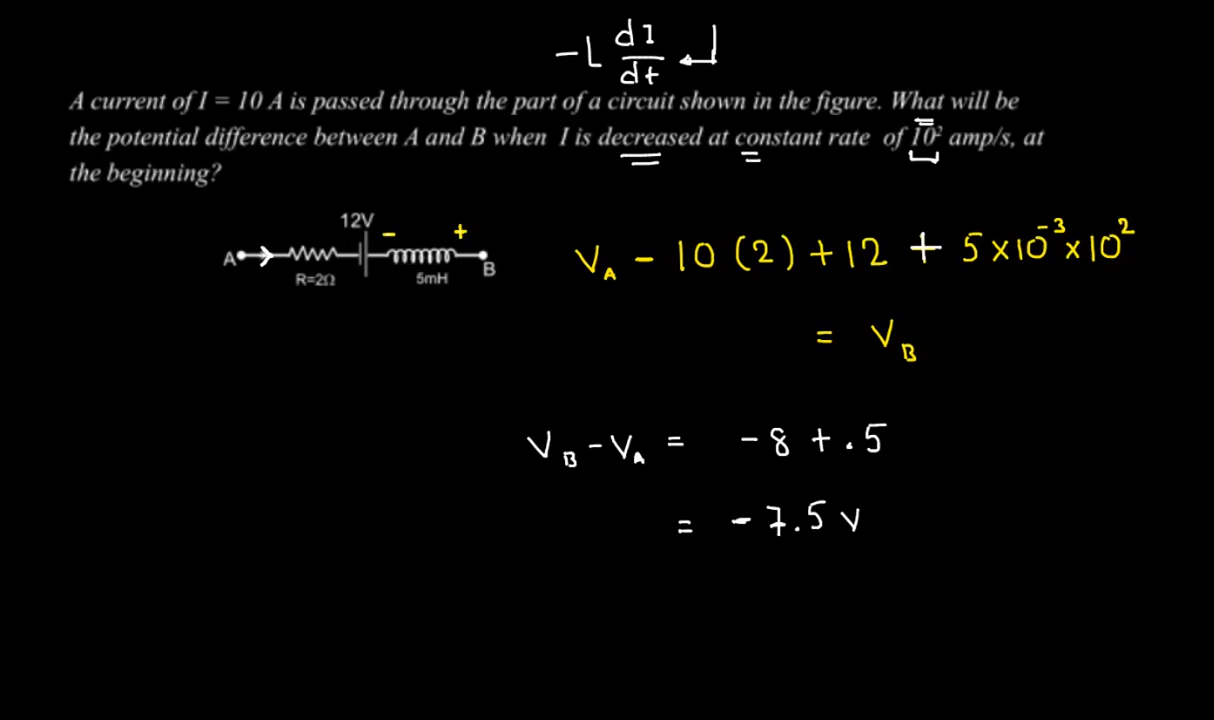 -L dI/dt ↵
A current of I = 10 A is passed through the part of a circuit shown in the figure. What will be
the potential difference between A and B when I is decreased at constant rate of 10² amp/s, at
the beginning?
12V
- +
A
B
R=2Ω
5mH
V_A - 10 (2) + 12 + 5×10⁻³×10²
= V_B
V_B - V_A = -8 + .5
= -7.5 V